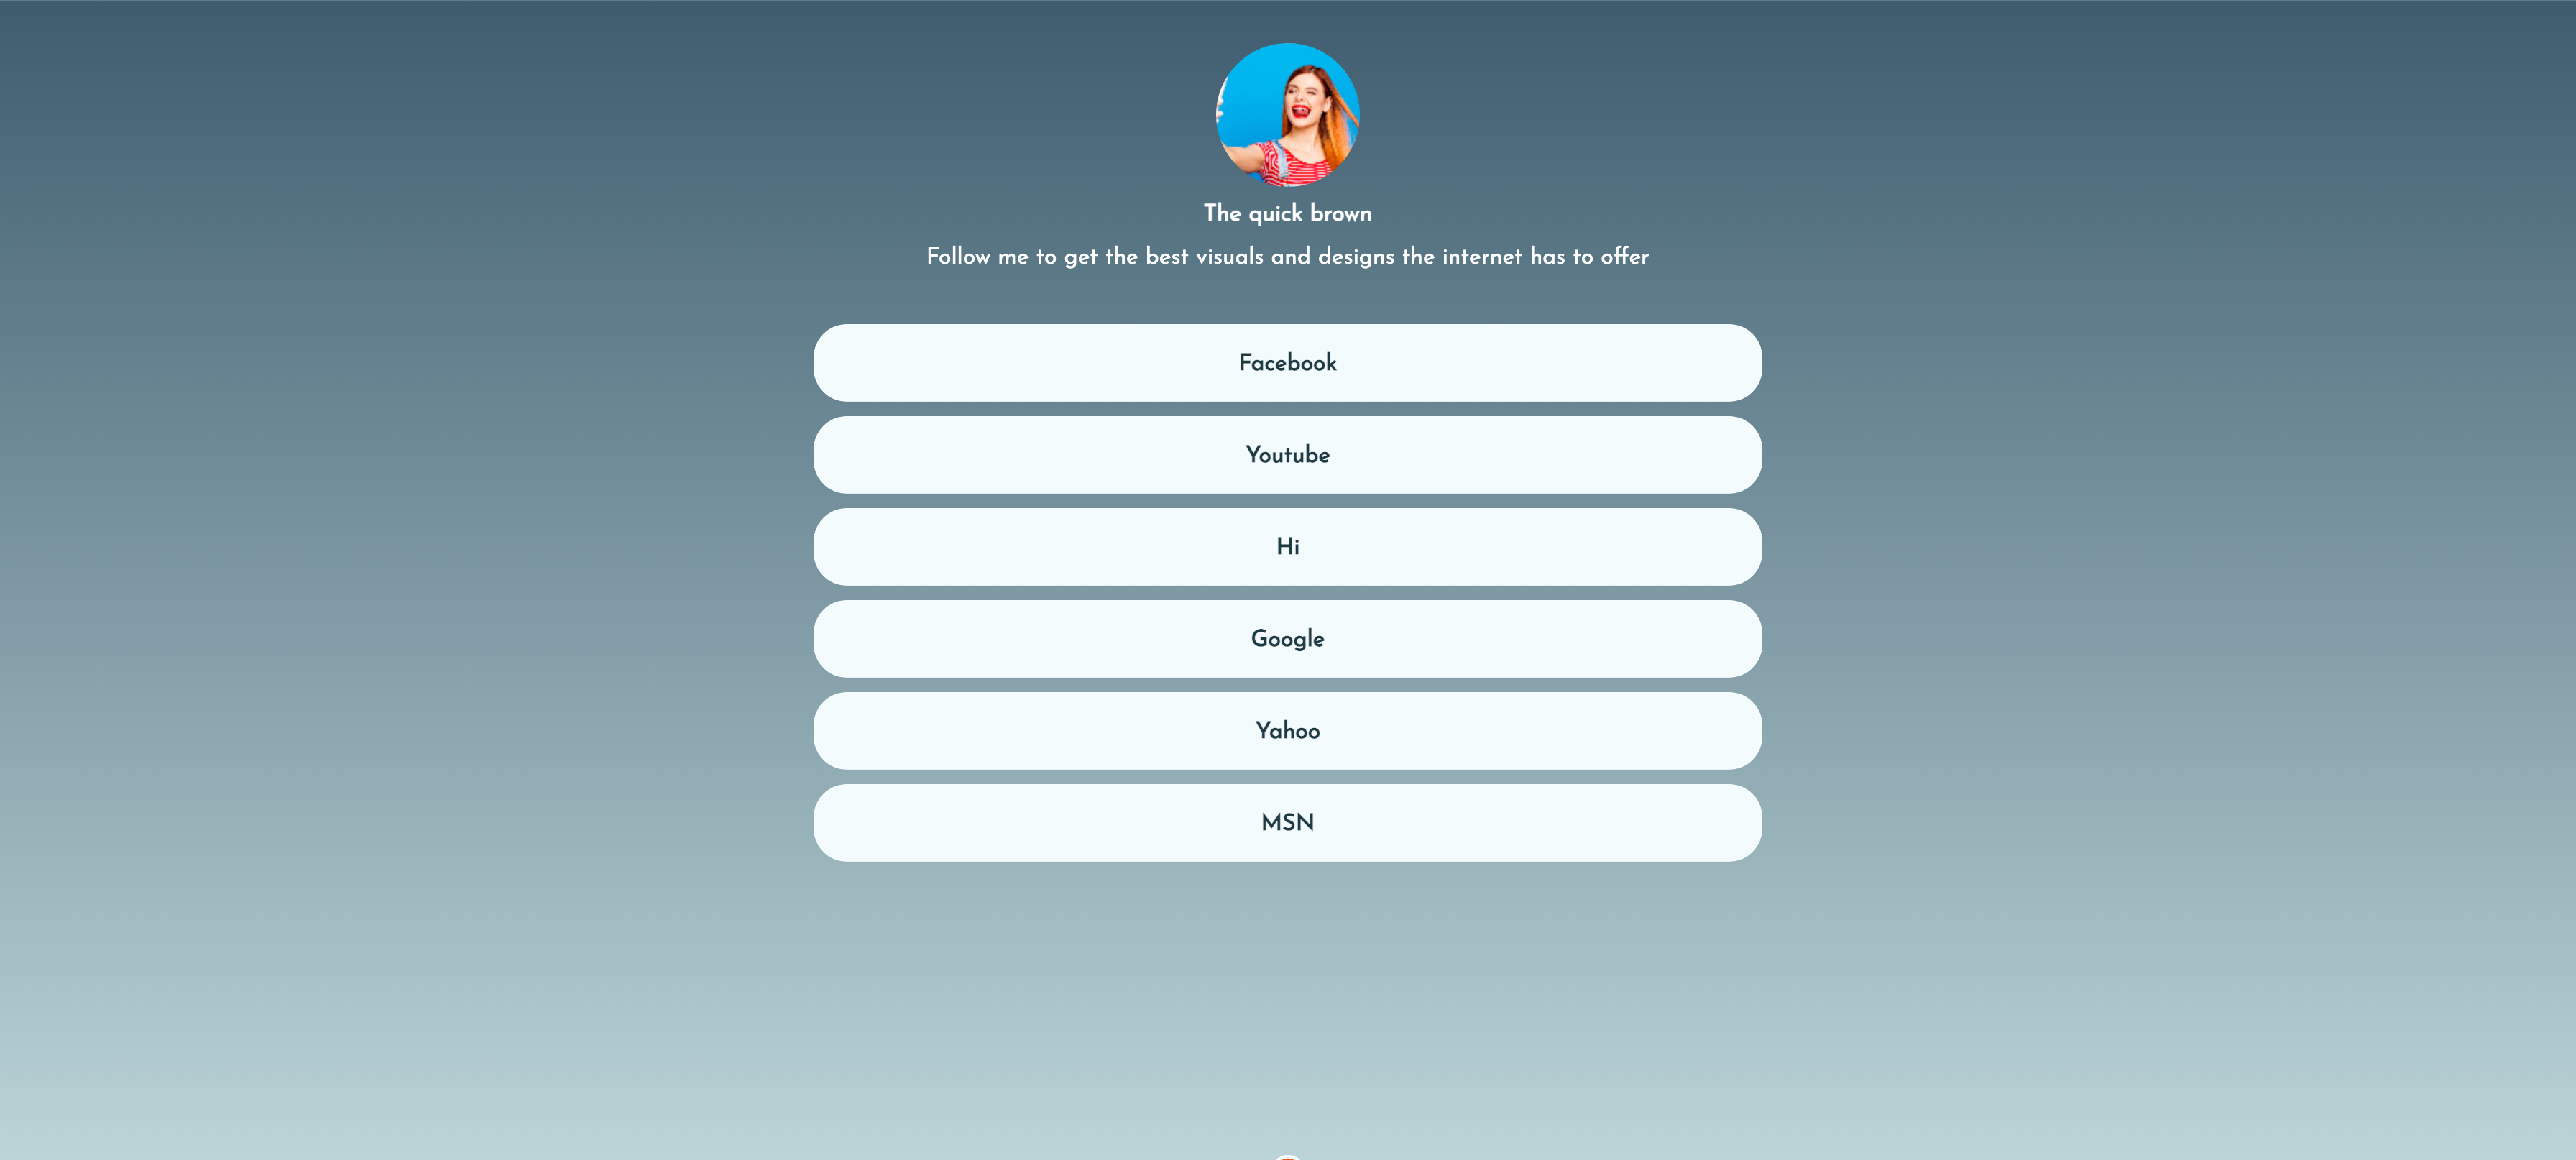 The quick brown
Follow me to get the best visuals and designs the internet has to offer
Facebook
Youtube
Hi
Google
Yahoo
MSN